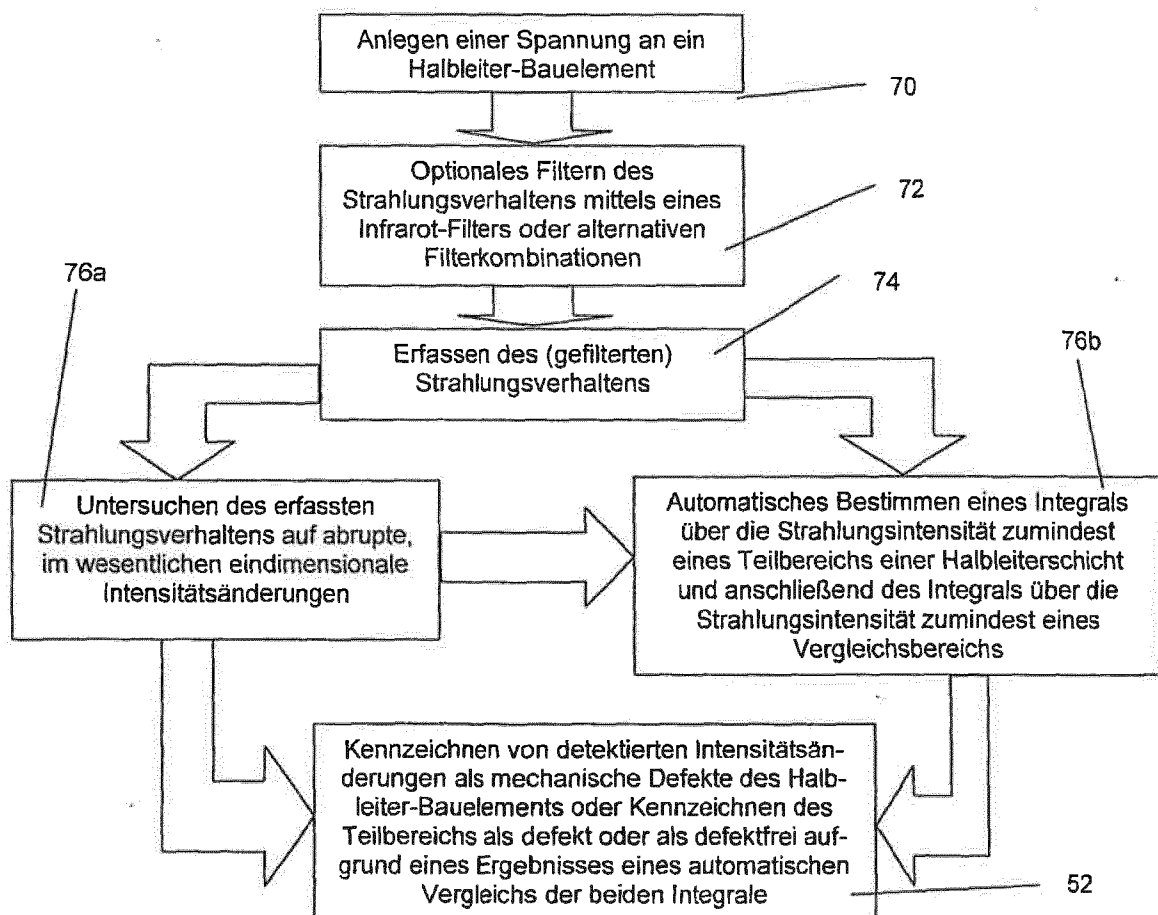 Anlegen einer Spannung an ein
Halbleiter-Bauelement
70
Optionales Filtern des
Strahlungsverhaltens mittels eines
Infrarot-Filters oder alternativen
Filterkombinationen
72
76a
74
Erfassen des (gefilterten)
Strahlungsverhaltens
76b
Untersuchen des erfassten
Strahlungsverhaltens auf abrupte,
im wesentlichen eindimensionale
Intensitätsänderungen
Automatisches Bestimmen eines Integrals
über die Strahlungsintensität zumindest
eines Teilbereichs einer Halbleiterschicht
und anschließend des Integrals über die
Strahlungsintensität zumindest eines
Vergleichsbereichs
Kennzeichnen von detektierten Intensitätsän-
derungen als mechanische Defekte des Halb-
leiter-Bauelements oder Kennzeichnen des
Teilbereichs als defekt oder als defektfrei auf-
grund eines Ergebnisses eines automatischen
Vergleichs der beiden Integrale
52